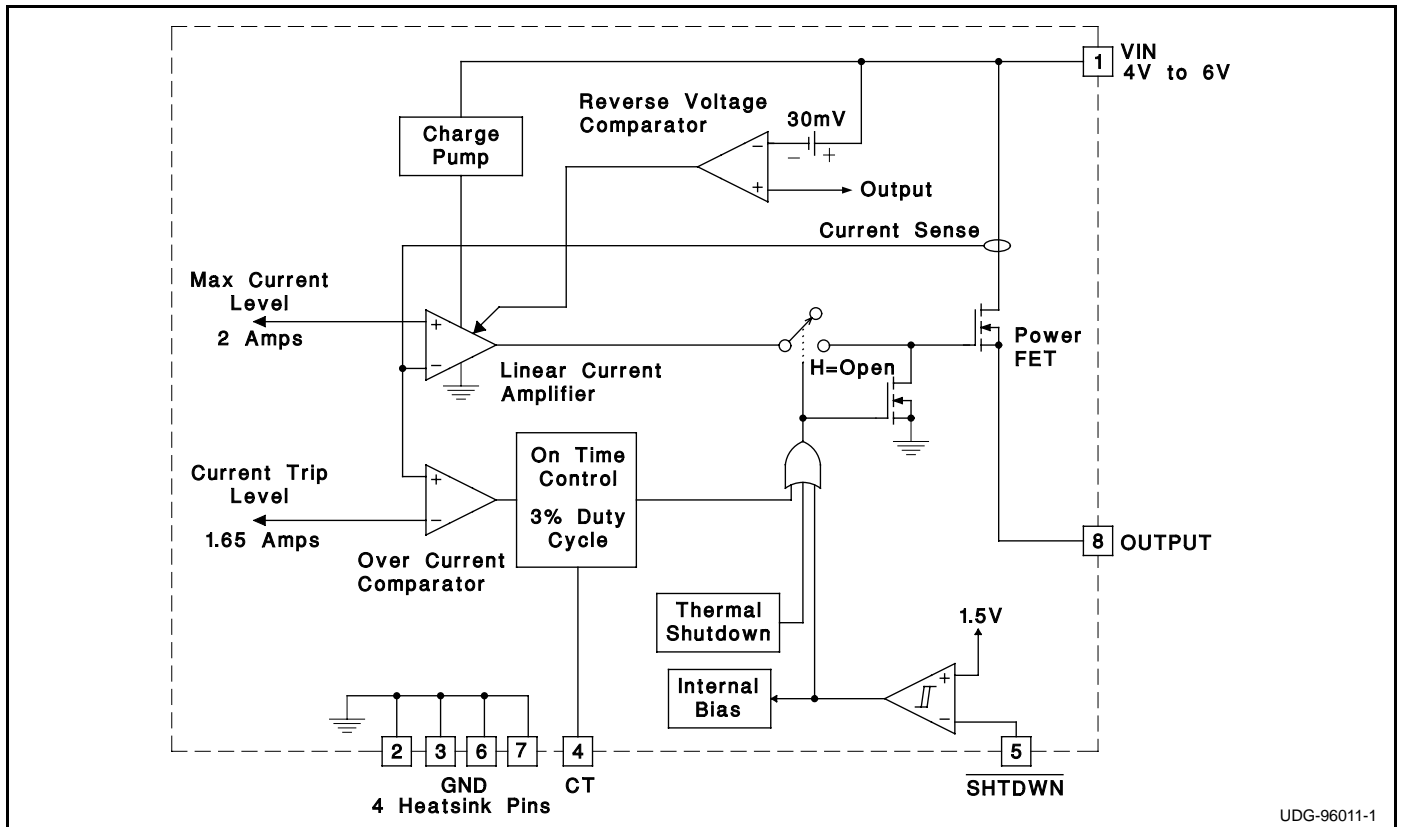 1
VIN
4V to 6V
Reverse Voltage
Comparator
30mV
− +
−
+
Output
Charge
Pump
Current Sense
Max Current
Level
2 Amps
+
−
Linear Current
Amplifier
H=Open
Power
FET
Current Trip
Level
1.65 Amps
+
−
Over Current
Comparator
On Time
Control
3% Duty
Cycle
8
OUTPUT
Thermal
Shutdown
1.5V
Internal
Bias
+
−
2
3
6
7
4
5
GND
4 Heatsink Pins
CT
SHTDWN
UDG-96011-1